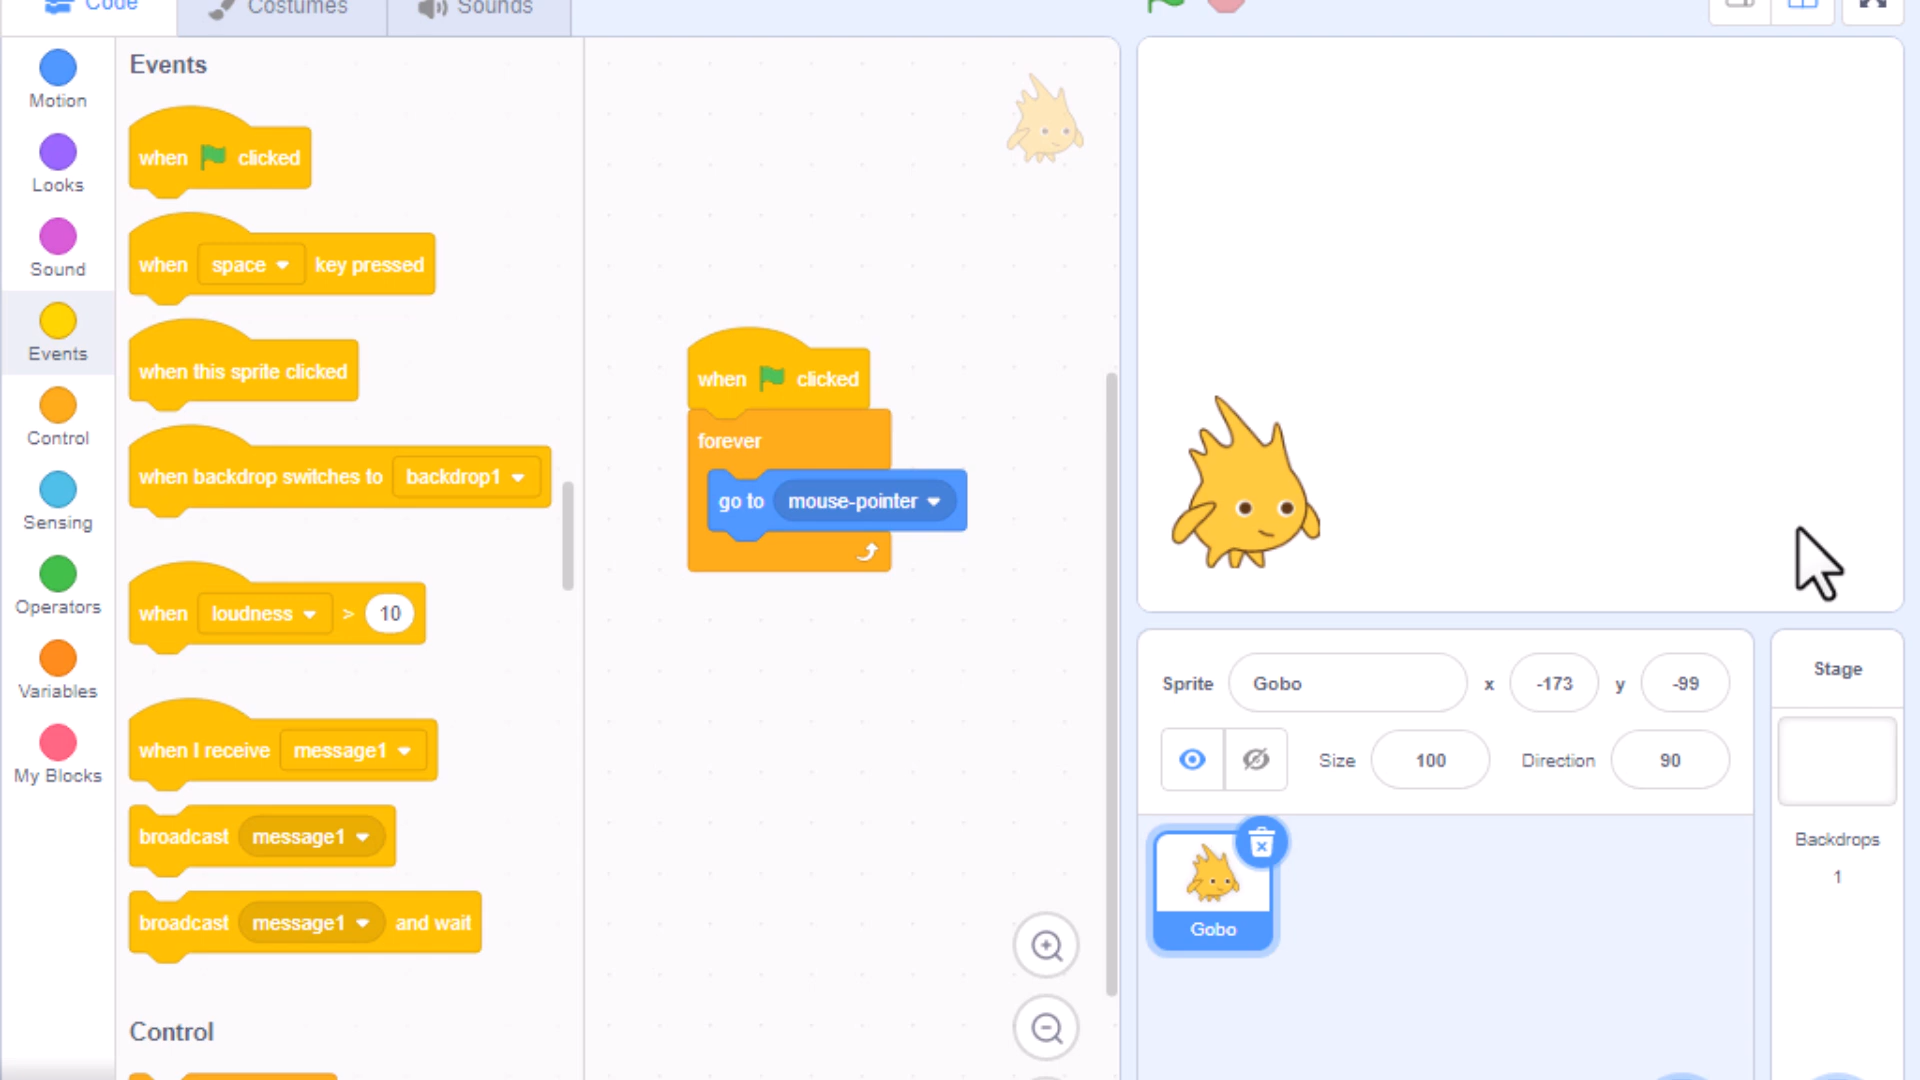 Code
Costumes
Sounds
Motion
Looks
Sound
Events
Control
Sensing
Operators
Variables
My Blocks
Events
when clicked
when space key pressed
when this sprite clicked
when backdrop switches to backdrop1
when loudness > 10
when I receive message1
broadcast message1
broadcast message1 and wait
Control
when clicked
forever
go to mouse-pointer
Sprite Gobo x -173 y -99
Size 100 Direction 90
Gobo
Stage
Backdrops
1